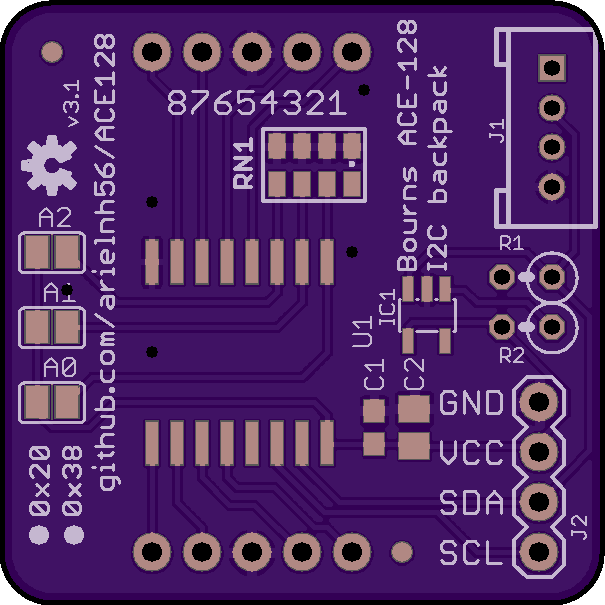 v3.1
github.com/arielnh56/ACE128
87654321
RN1
Bourns ACE-128
I2C backpack
J1
A2
A1
A0
R1
IC1
U1
R2
C1
C2
GND
VCC
SDA
SCL
J2
0x20
0x38